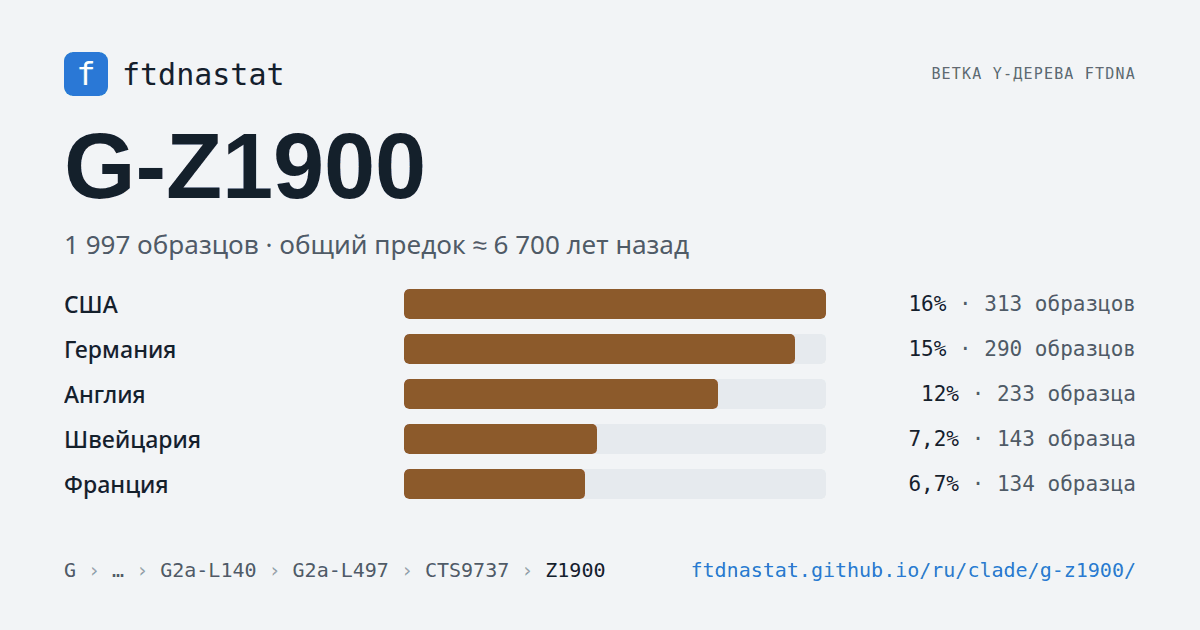 f ftdnastat
ВЕТКА Y-ДЕРЕВА FTDNA
G-Z1900
1 997 образцов · общий предок ≈ 6 700 лет назад
США 16% · 313 образцов
Германия 15% · 290 образцов
Англия 12% · 233 образца
Швейцария 7,2% · 143 образца
Франция 6,7% · 134 образца
G › … › G2a-L140 › G2a-L497 › CTS9737 › Z1900
ftdnastat.github.io/ru/clade/g-z1900/